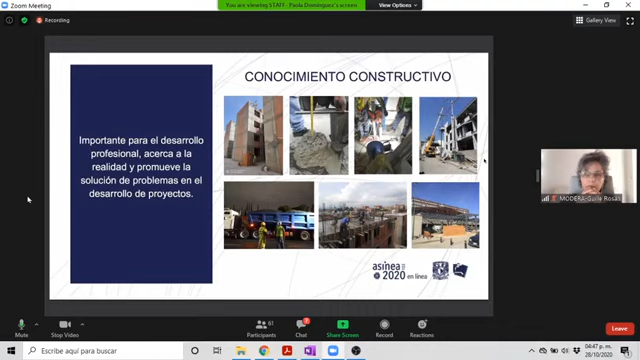 Zoom Meeting
You are viewing STAFF - Paula Dominguez's screen
View Options
Recording
Gallery View
CONOCIMIENTO CONSTRUCTIVO
Importante para el desarrollo
profesional, acerca a la
realidad y promueve la
solución de problemas en el
desarrollo de proyectos.
asinea
2020 en línea
MODERA-Guille Rosas
Mute
Stop Video
61
Participants
Chat
Share Screen
Record
Reactions
Leave
Escribe aquí para buscar
04:47 p. m.
28/10/2020